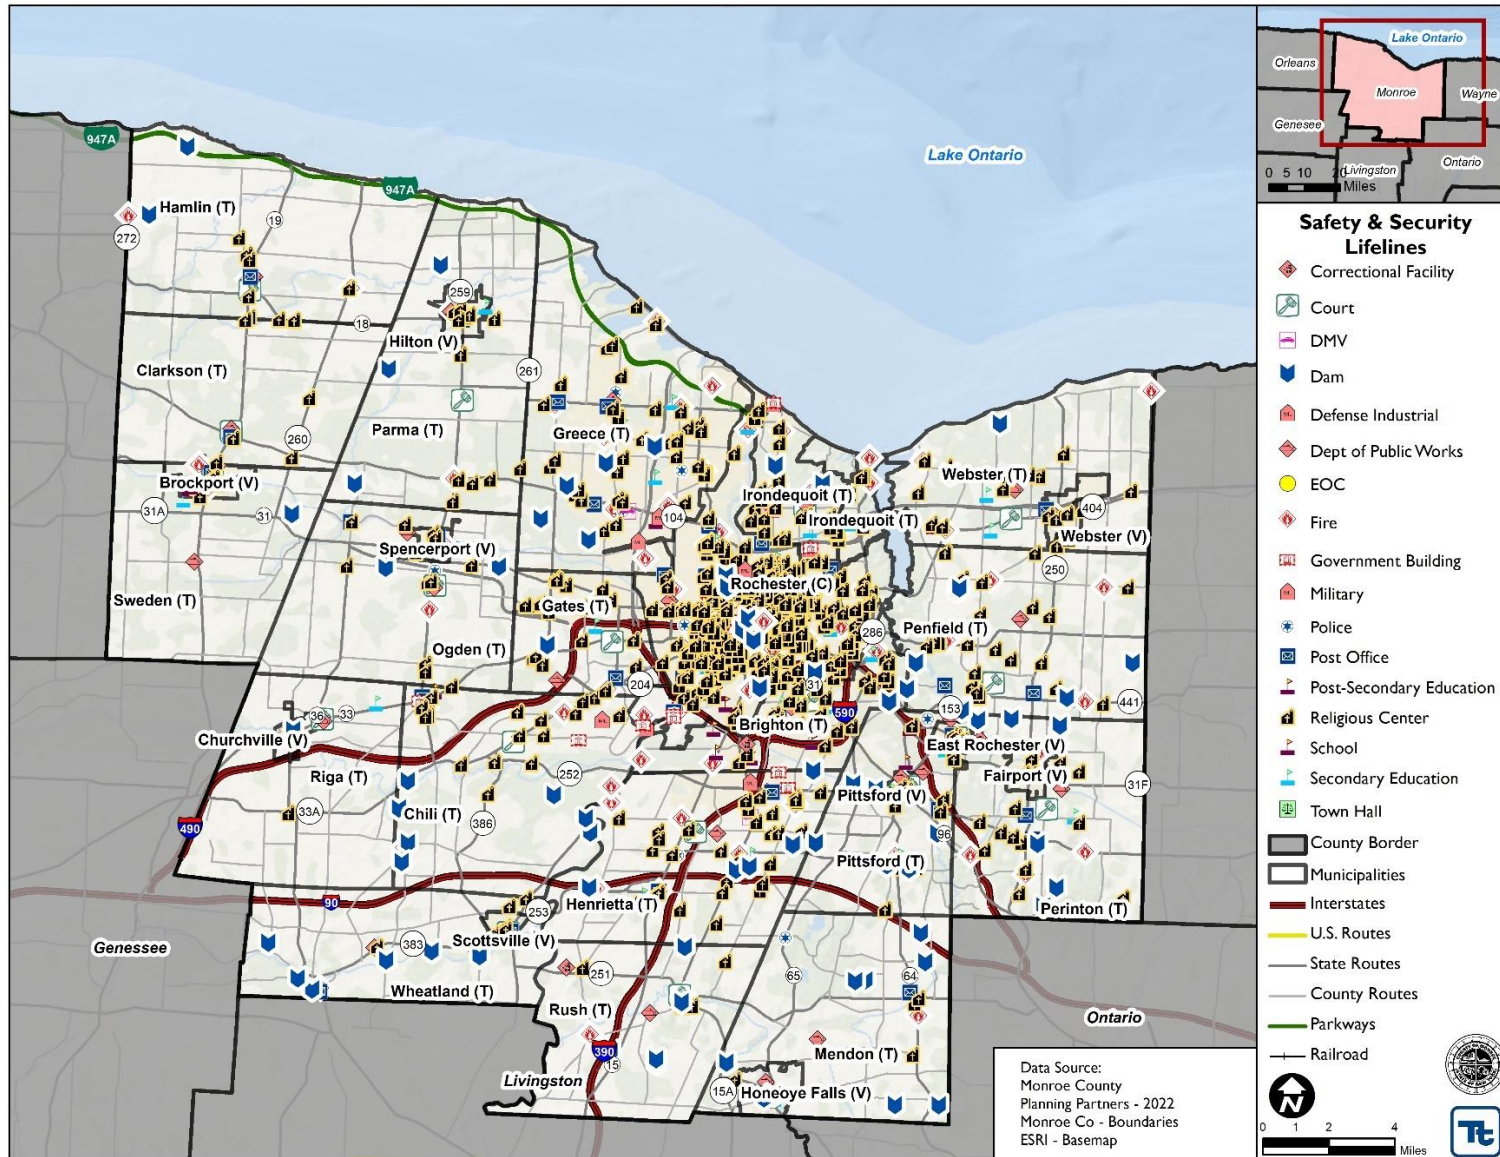 Lake Ontario
Orleans
Monroe
Wayne
Genesee
Livingston
Ontario
0 5 10 20
Miles
947A
947A
Lake Ontario
Hamlin (T)
19
272
259
18
Hilton (V)
Clarkson (T)
261
260
Parma (T)
Greece (T)
Brockport (V)
31A
31
Irondequoit (T)
Webster (T)
104
Irondequoit (T)
404
Webster (V)
Spencerport (V)
250
Rochester (C)
Sweden (T)
Gates (T)
286
Penfield (T)
Ogden (T)
204
31
153
441
36
33
590
Brighton (T)
Churchville (V)
East Rochester (V)
Riga (T)
252
Fairport (V)
31F
33A
Chili (T)
386
Pittsford (V)
490
96
Pittsford (T)
90
Henrietta (T)
253
Perinton (T)
Genessee
383
Scottsville (V)
251
65
64
Wheatland (T)
Rush (T)
Ontario
390
15
Mendon (T)
Livingston
15A
Honeoye Falls (V)
Safety & Security
Lifelines
Correctional Facility
Court
DMV
Dam
Defense Industrial
Dept of Public Works
EOC
Fire
Government Building
Military
Police
Post Office
Post-Secondary Education
Religious Center
School
Secondary Education
Town Hall
County Border
Municipalities
Interstates
U.S. Routes
State Routes
County Routes
Parkways
Railroad
N
0 1 2 4
Miles
Tt
Data Source:
Monroe County
Planning Partners - 2022
Monroe Co - Boundaries
ESRI - Basemap